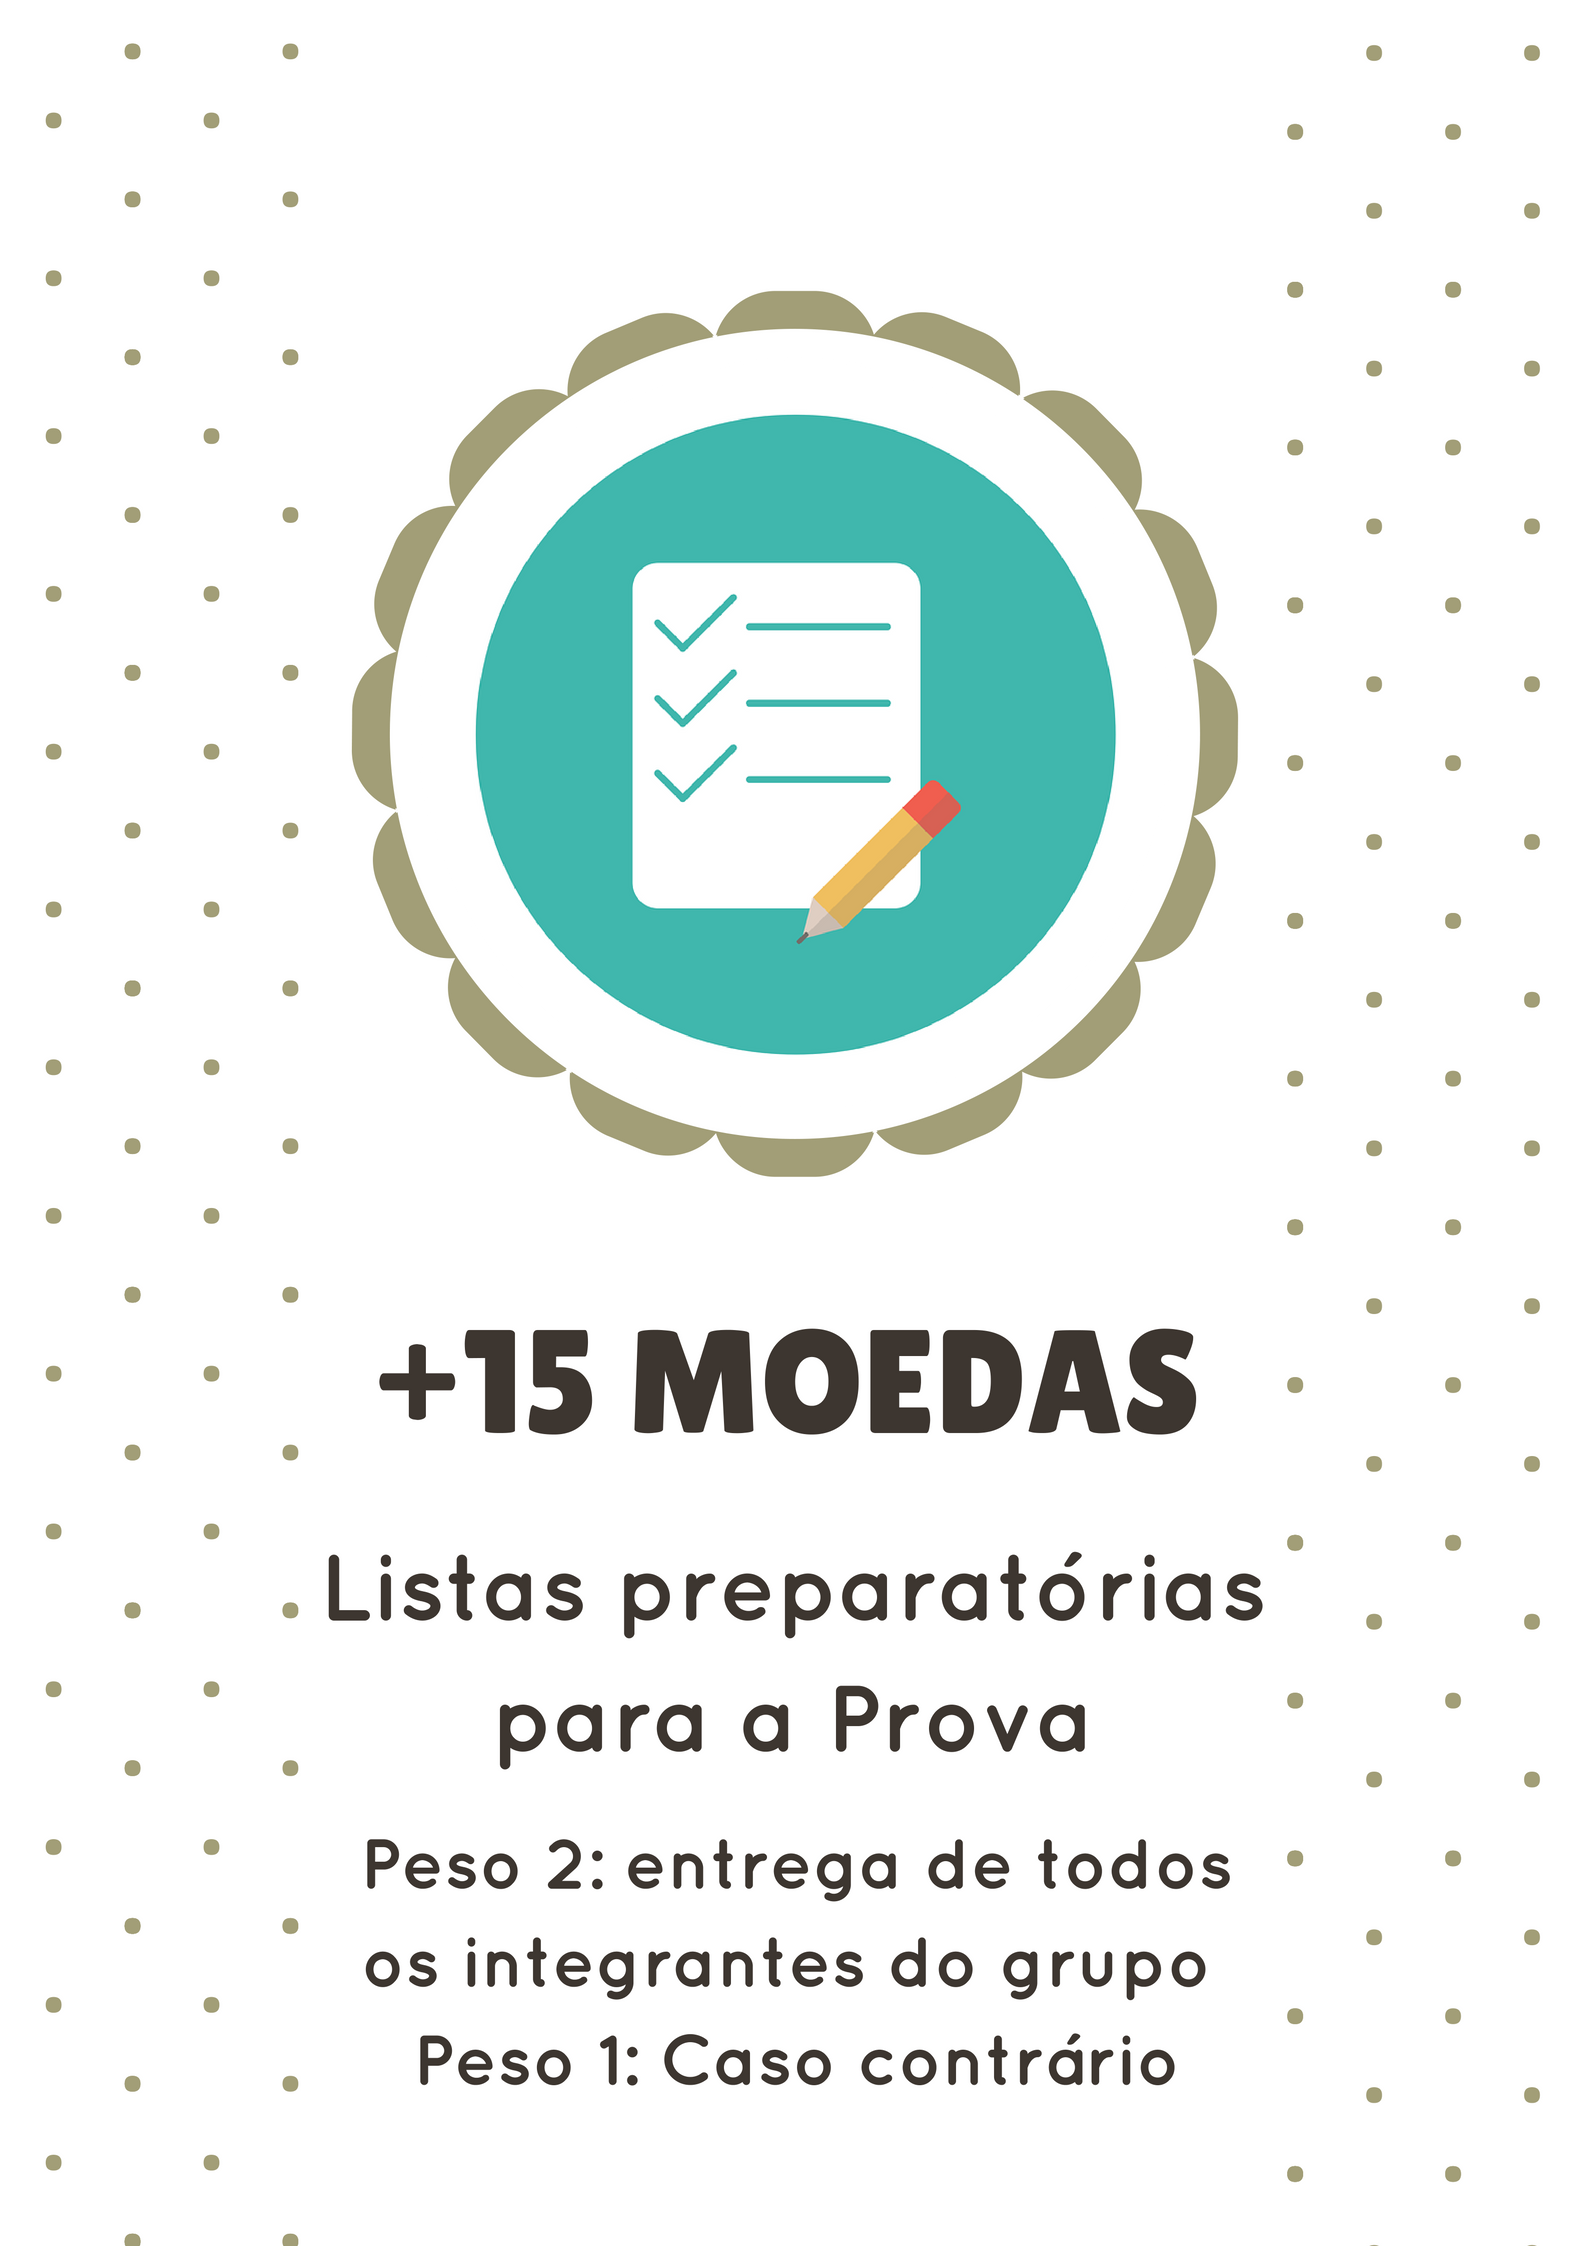 +15 MOEDAS
Listas preparatórias
para a Prova
Peso 2: entrega de todos
os integrantes do grupo
Peso 1: Caso contrário